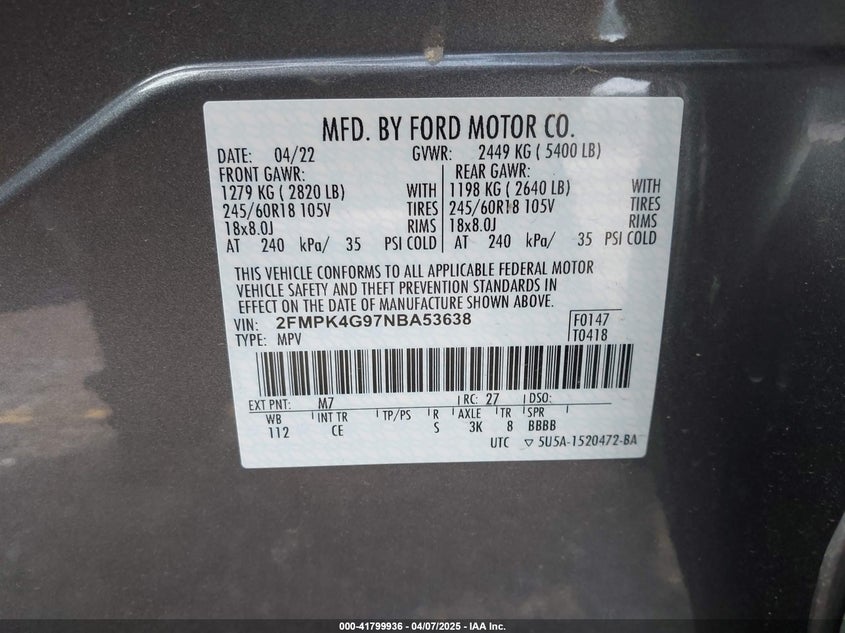 MFD. BY FORD MOTOR CO.
DATE: 04/22 GVWR: 2449 KG ( 5400 LB)
FRONT GAWR: REAR GAWR:
1279 KG ( 2820 LB) WITH 1198 KG ( 2640 LB) WITH
245/60R18 105V TIRES 245/60R18 105V TIRES
18x8.0J RIMS 18x8.0J RIMS
AT 240 kPa/ 35 PSI COLD AT 240 kPa/ 35 PSI COLD
THIS VEHICLE CONFORMS TO ALL APPLICABLE FEDERAL MOTOR
VEHICLE SAFETY AND THEFT PREVENTION STANDARDS IN
EFFECT ON THE DATE OF MANUFACTURE SHOWN ABOVE.
VIN: 2FMPK4G97NBA53638 F0147
TYPE: MPV T0418
EXT PNT: M7 RC: 27 DSO:
WB INT TR TP/PS R AXLE TR SPR
112 CE S 3K 8 BBBB
UTC ▽ 5U5A-1520472-BA
000-41799936 - 04/07/2025 - IAA Inc.